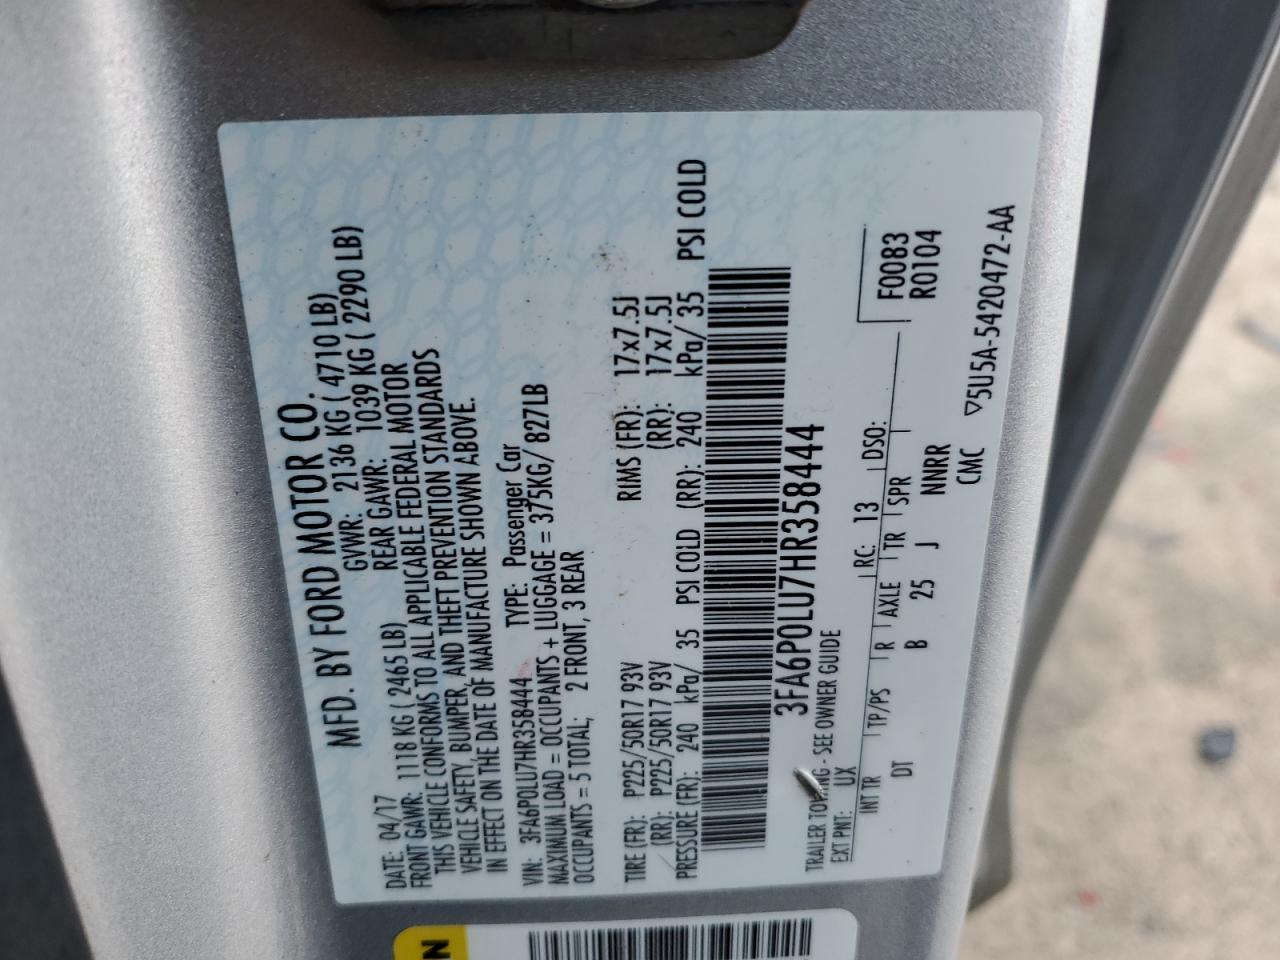 MFD. BY FORD MOTOR CO.
DATE: 04/17 GVWR: 2136 KG ( 4710 LB)
FRONT GAWR: 1118 KG ( 2465 LB) REAR GAWR: 1039 KG ( 2290 LB)
THIS VEHICLE CONFORMS TO ALL APPLICABLE FEDERAL MOTOR
VEHICLE SAFETY, BUMPER, AND THEFT PREVENTION STANDARDS
IN EFFECT ON THE DATE OF MANUFACTURE SHOWN ABOVE.
VIN: 3FA6P0LU7HR358444 TYPE: Passenger Car
MAXIMUM LOAD = OCCUPANTS + LUGGAGE = 375KG/ 827LB
OCCUPANTS = 5 TOTAL; 2 FRONT, 3 REAR
TIRE (FR): P225/50R17 93V RIMS (FR): 17x7.5J
(RR): P225/50R17 93V (RR): 17x7.5J
PRESSURE (FR): 240 kPa/ 35 PSI COLD (RR): 240 kPa/ 35 PSI COLD
3FA6P0LU7HR358444
TRAILER TOWING - SEE OWNER GUIDE
EXT PNT: UX RC: 13 DSO: F0083
INT TR TP/PS R AXLE TR SPR R0104
DT B 25 J NNRR
CMC ▽5U5A-5420472-AA
N